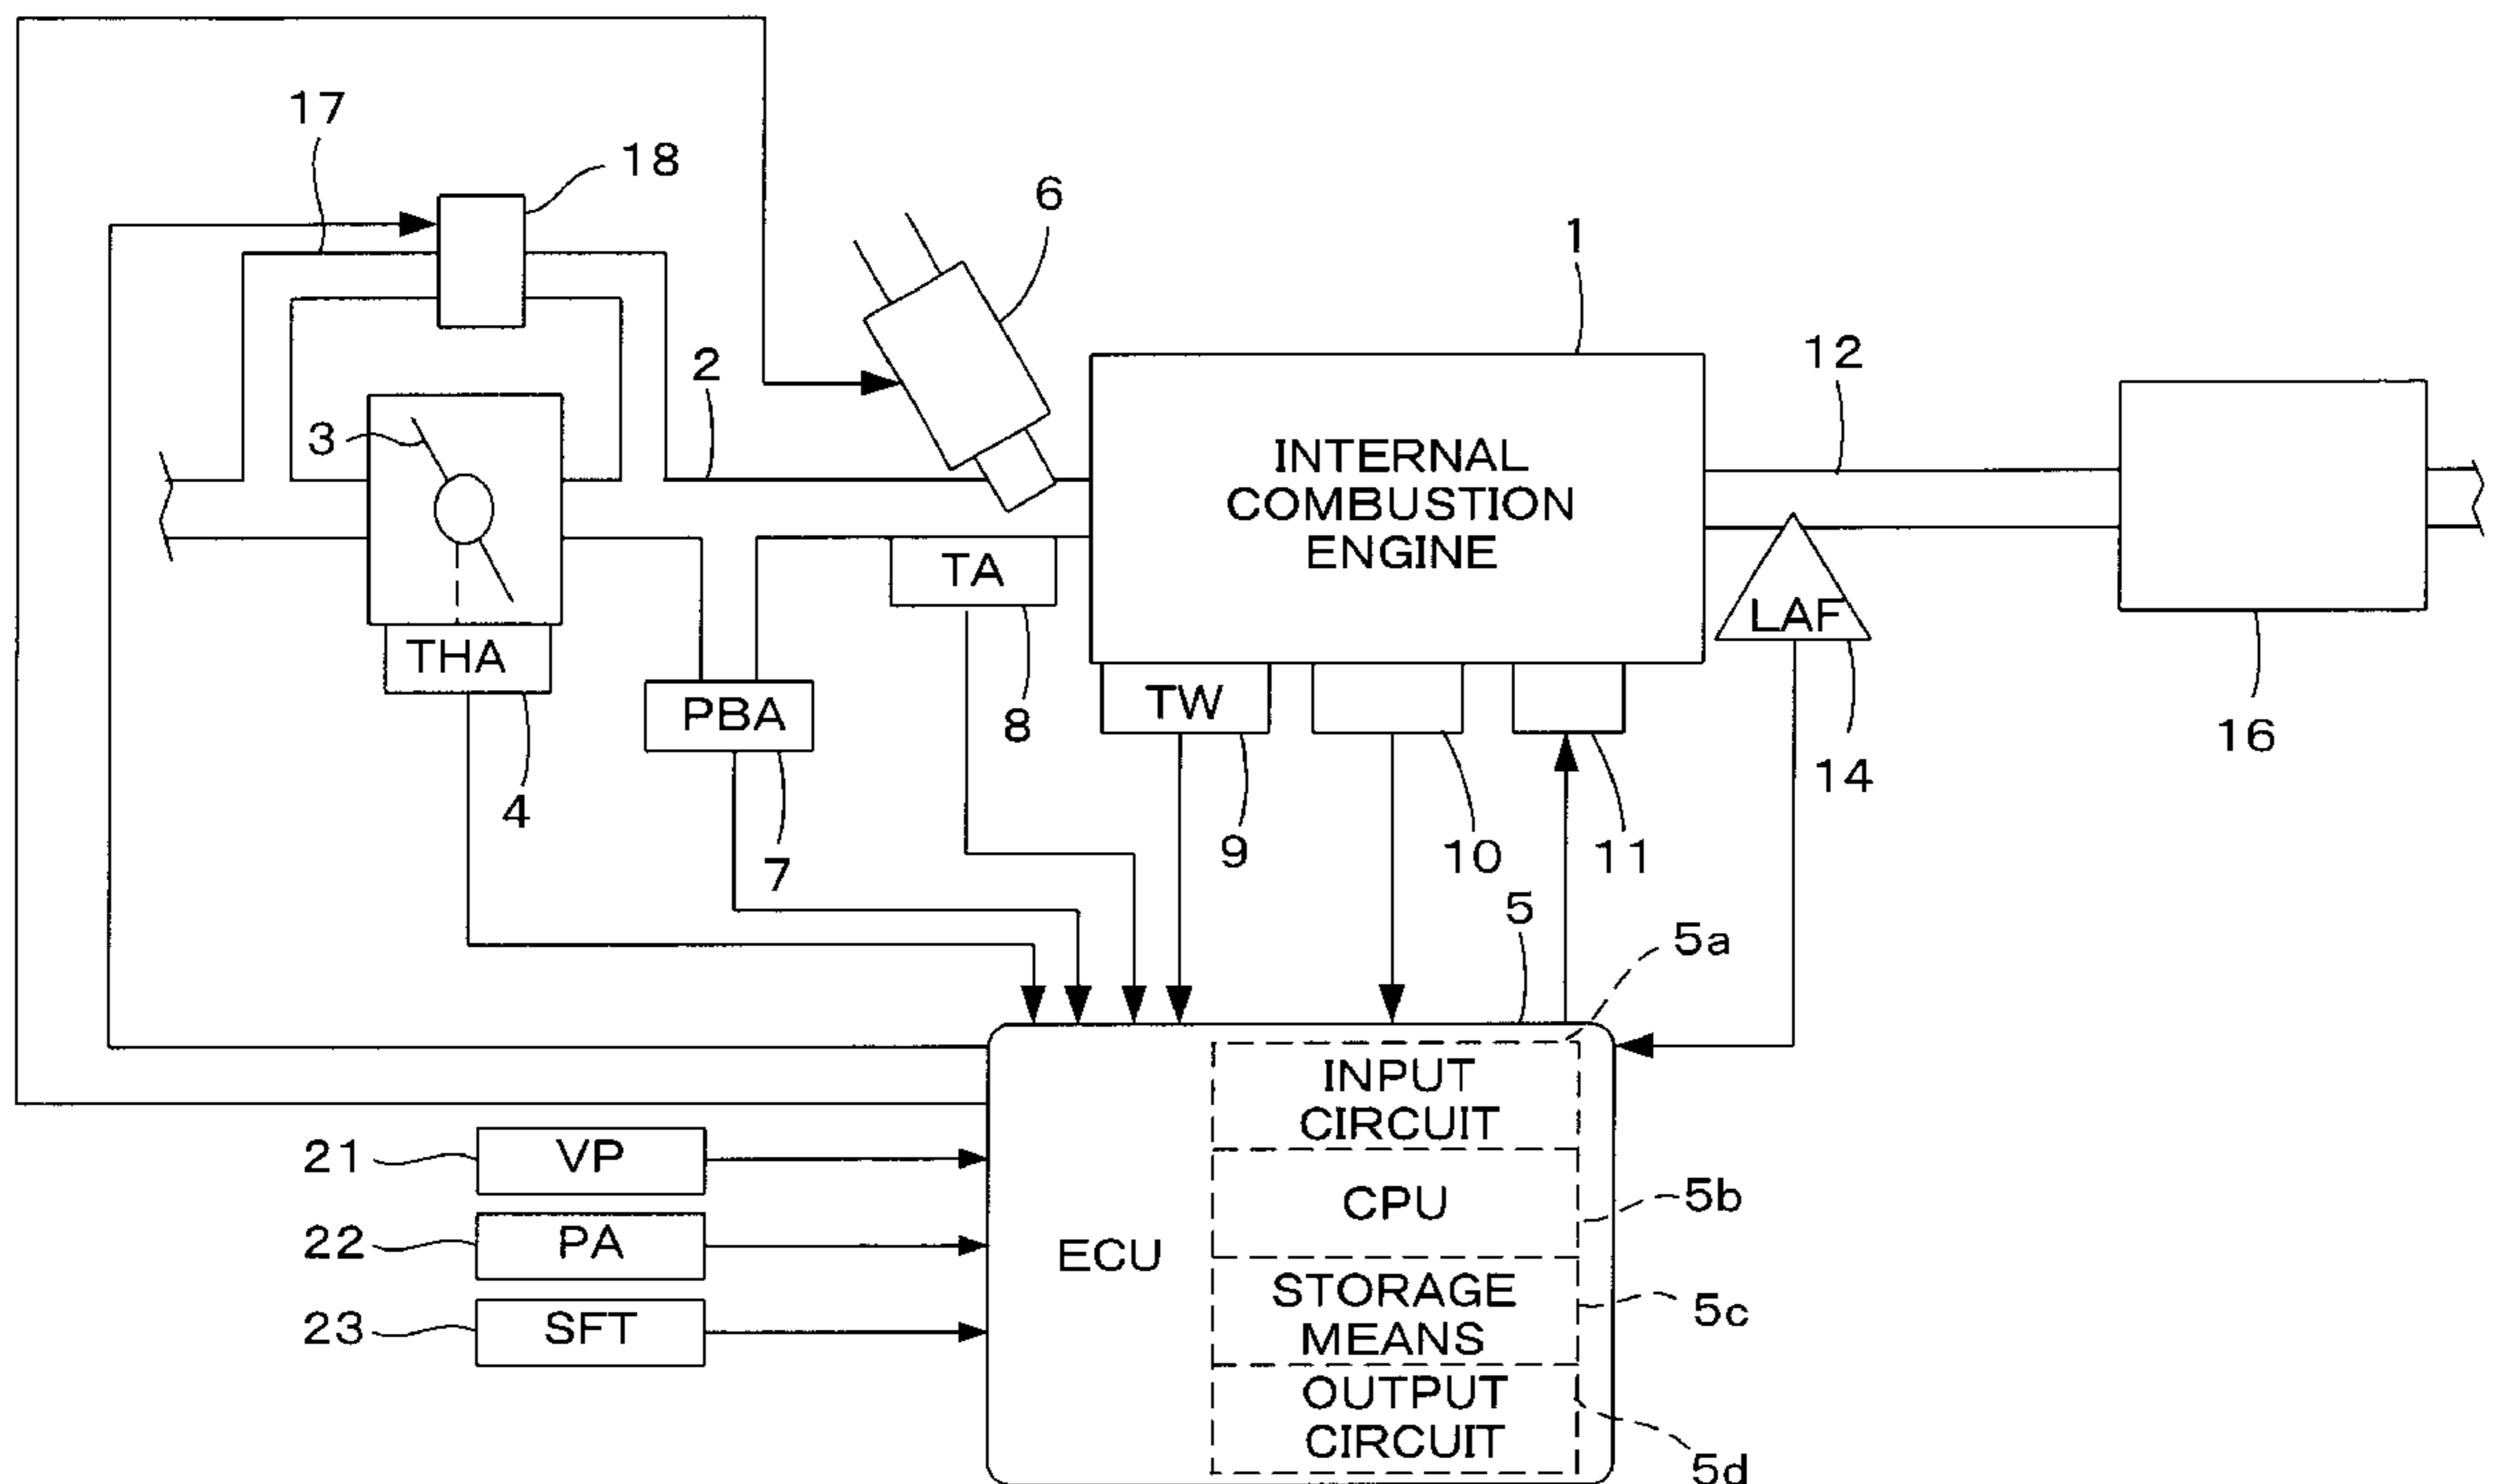 17
18
6
1
2
12
3
INTERNAL
COMBUSTION
ENGINE
TA
LAF
THA
TW
PBA
8
16
14
4
9
10
11
7
5
5a
INPUT
CIRCUIT
21
VP
5b
CPU
22
PA
ECU
STORAGE
MEANS
5c
23
SFT
OUTPUT
CIRCUIT
5d